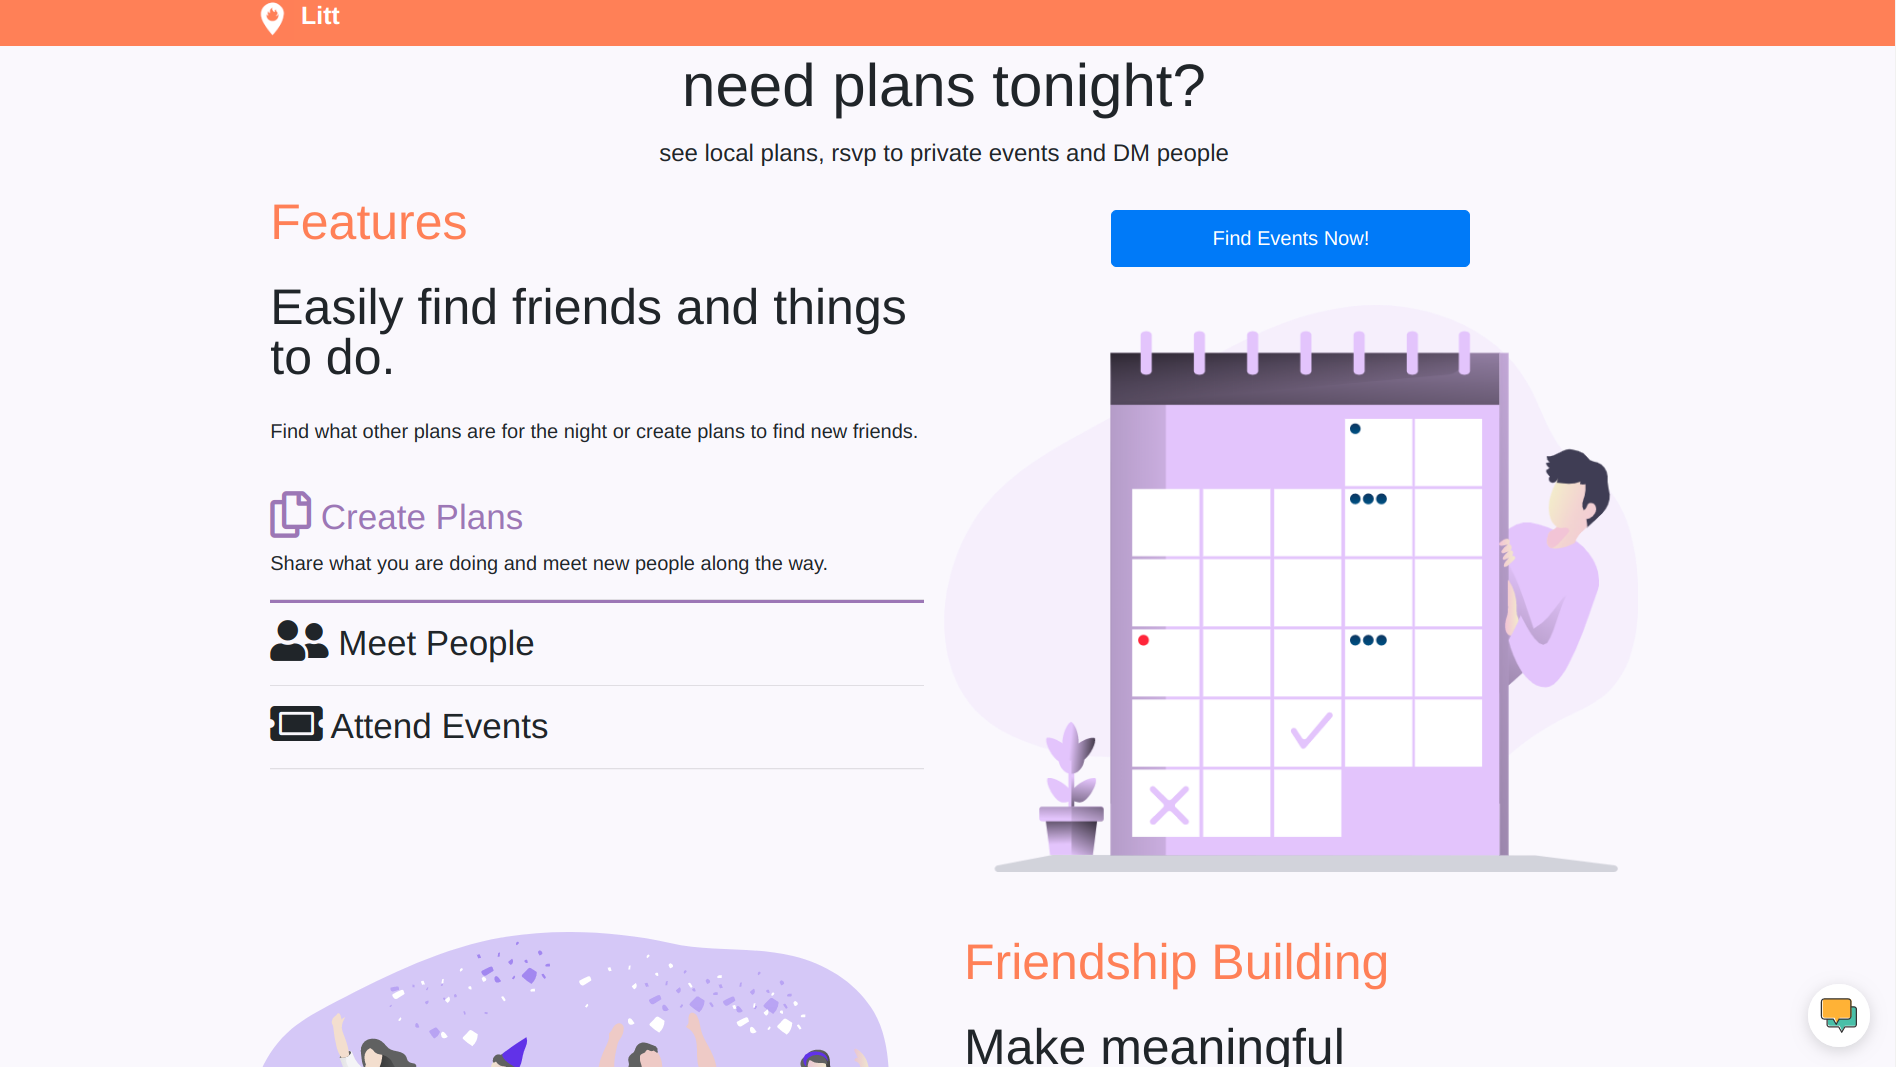 Litt
need plans tonight?
see local plans, rsvp to private events and DM people
Features
Find Events Now!
Easily find friends and things
to do.
Find what other plans are for the night or create plans to find new friends.
Create Plans
Share what you are doing and meet new people along the way.
Meet People
Attend Events
Friendship Building
Make meaningful